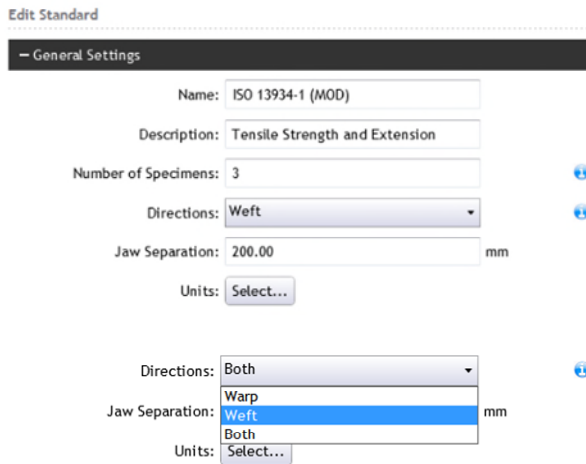 Edit Standard
– General Settings
Name: ISO 13934-1 (MOD)
Description: Tensile Strength and Extension
Number of Specimens: 3
Directions: Weft
Jaw Separation: 200.00 mm
Units: Select...
Directions: Both
Warp
Jaw Separation: Weft mm
Both
Units: Select...